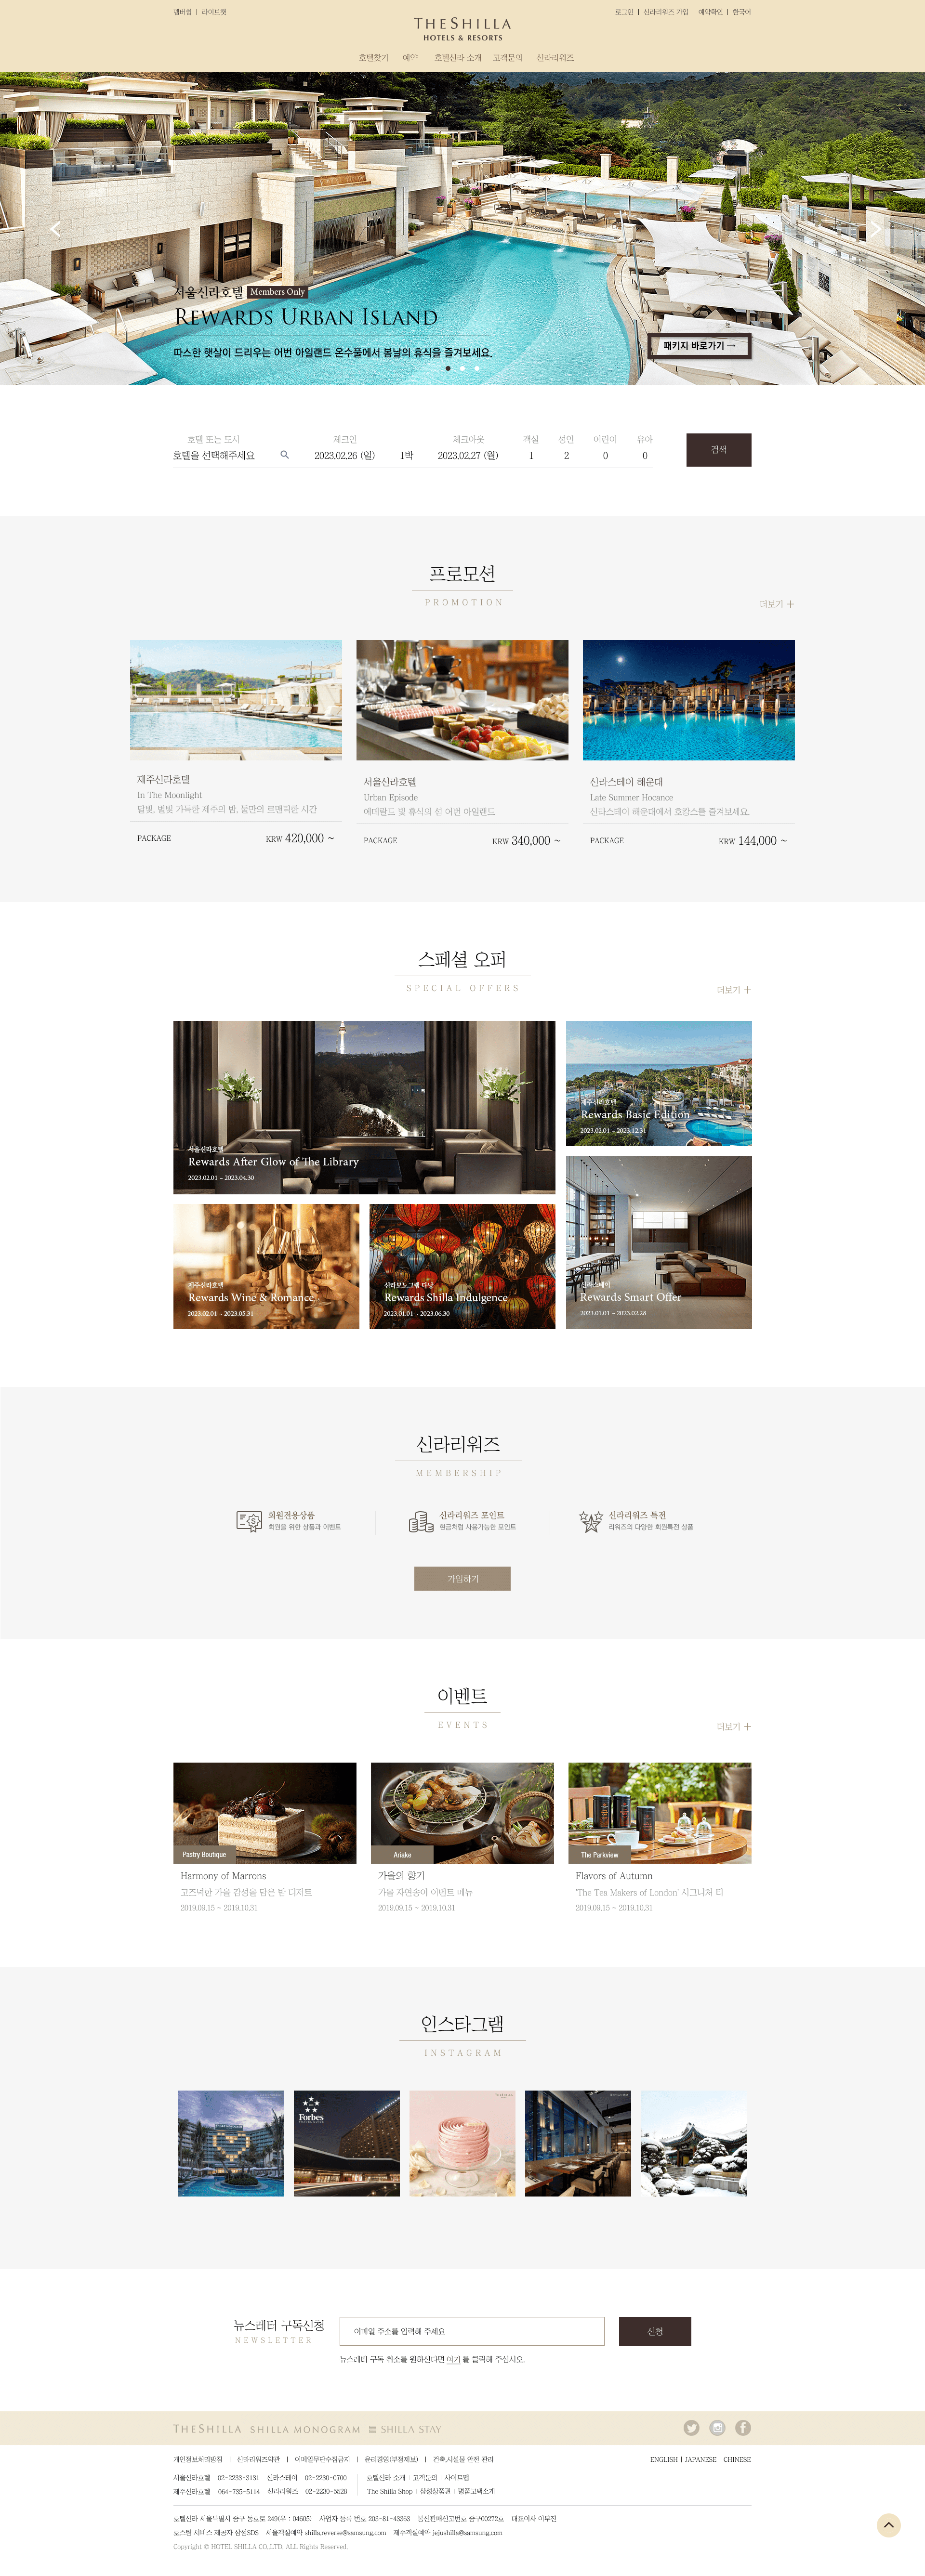 멤버쉽 | 라이브챗
로그인 | 신라리워즈 가입 | 예약확인 | 한국어
THE SHILLA
HOTELS & RESORTS
호텔찾기 예약 호텔신라 소개 고객문의 신라리워즈
서울신라호텔 Members Only
REWARDS URBAN ISLAND
따스한 햇살이 드리우는 어번 아일랜드 온수풀에서 봄날의 휴식을 즐겨보세요.
패키지 바로가기 →
호텔 또는 도시 체크인 체크아웃 객실 성인 어린이 유아
호텔을 선택해주세요 2023.02.26 (일) 1박 2023.02.27 (월) 1 2 0 0
검색
프로모션
PROMOTION
더보기 +
제주신라호텔
In The Moonlight
달빛, 별빛 가득한 제주의 밤, 둘만의 로맨틱한 시간
PACKAGE KRW 420,000 ~
서울신라호텔
Urban Episode
에메랄드 빛 휴식의 섬 어번 아일랜드
PACKAGE KRW 340,000 ~
신라스테이 해운대
Late Summer Hocance
신라스테이 해운대에서 호캉스를 즐겨보세요.
PACKAGE KRW 144,000 ~
스페셜 오퍼
SPECIAL OFFERS
더보기 +
서울신라호텔
Rewards After Glow of The Library
2023.02.01 ~ 2023.04.30
제주신라호텔
Rewards Basic Edition
2023.02.01 ~ 2023.12.31
제주신라호텔
Rewards Wine & Romance
2023.02.01 ~ 2023.05.31
신라모노그램 다낭
Rewards Shilla Indulgence
2023.01.01 ~ 2023.06.30
신라스테이
Rewards Smart Offer
2023.01.01 ~ 2023.02.28
신라리워즈
MEMBERSHIP
회원전용상품
회원을 위한 상품과 이벤트
신라리워즈 포인트
현금처럼 사용가능한 포인트
신라리워즈 특전
리워즈의 다양한 회원특전 상품
가입하기
이벤트
EVENTS
더보기 +
Pastry Boutique
Harmony of Marrons
고즈넉한 가을 감성을 담은 밤 디저트
2019.09.15 ~ 2019.10.31
Ariake
가을의 향기
가을 자연송이 이벤트 메뉴
2019.09.15 ~ 2019.10.31
The Parkview
Flavors of Autumn
'The Tea Makers of London' 시그니처 티
2019.09.15 ~ 2019.10.31
인스타그램
INSTAGRAM
Forbes
뉴스레터 구독신청
NEWSLETTER
이메일 주소를 입력해 주세요
신청
뉴스레터 구독 취소를 원하신다면 여기 를 클릭해 주십시오.
THE SHILLA SHILLA MONOGRAM SHILLA STAY
개인정보처리방침 | 신라리워즈약관 | 이메일무단수집금지 | 윤리경영(부정제보) | 건축,시설물 안전 관리
ENGLISH | JAPANESE | CHINESE
서울신라호텔 02-2233-3131 신라스테이 02-2230-0700 호텔신라 소개 | 고객문의 | 사이트맵
제주신라호텔 064-735-5114 신라리워즈 02-2230-5528 The Shilla Shop | 삼성상품권 | 명품고택소개
호텔신라 서울특별시 중구 동호로 249(우 : 04605) 사업자 등록 번호 203-81-43363 통신판매신고번호 중구00272호 대표이사 이부진
호스팅 서비스 제공자 삼성SDS 서울객실예약 shilla.reverse@samsung.com 제주객실예약 jejushilla@samsung.com
Copyright © HOTEL SHILLA CO.,LTD. ALL Rights Reserved.